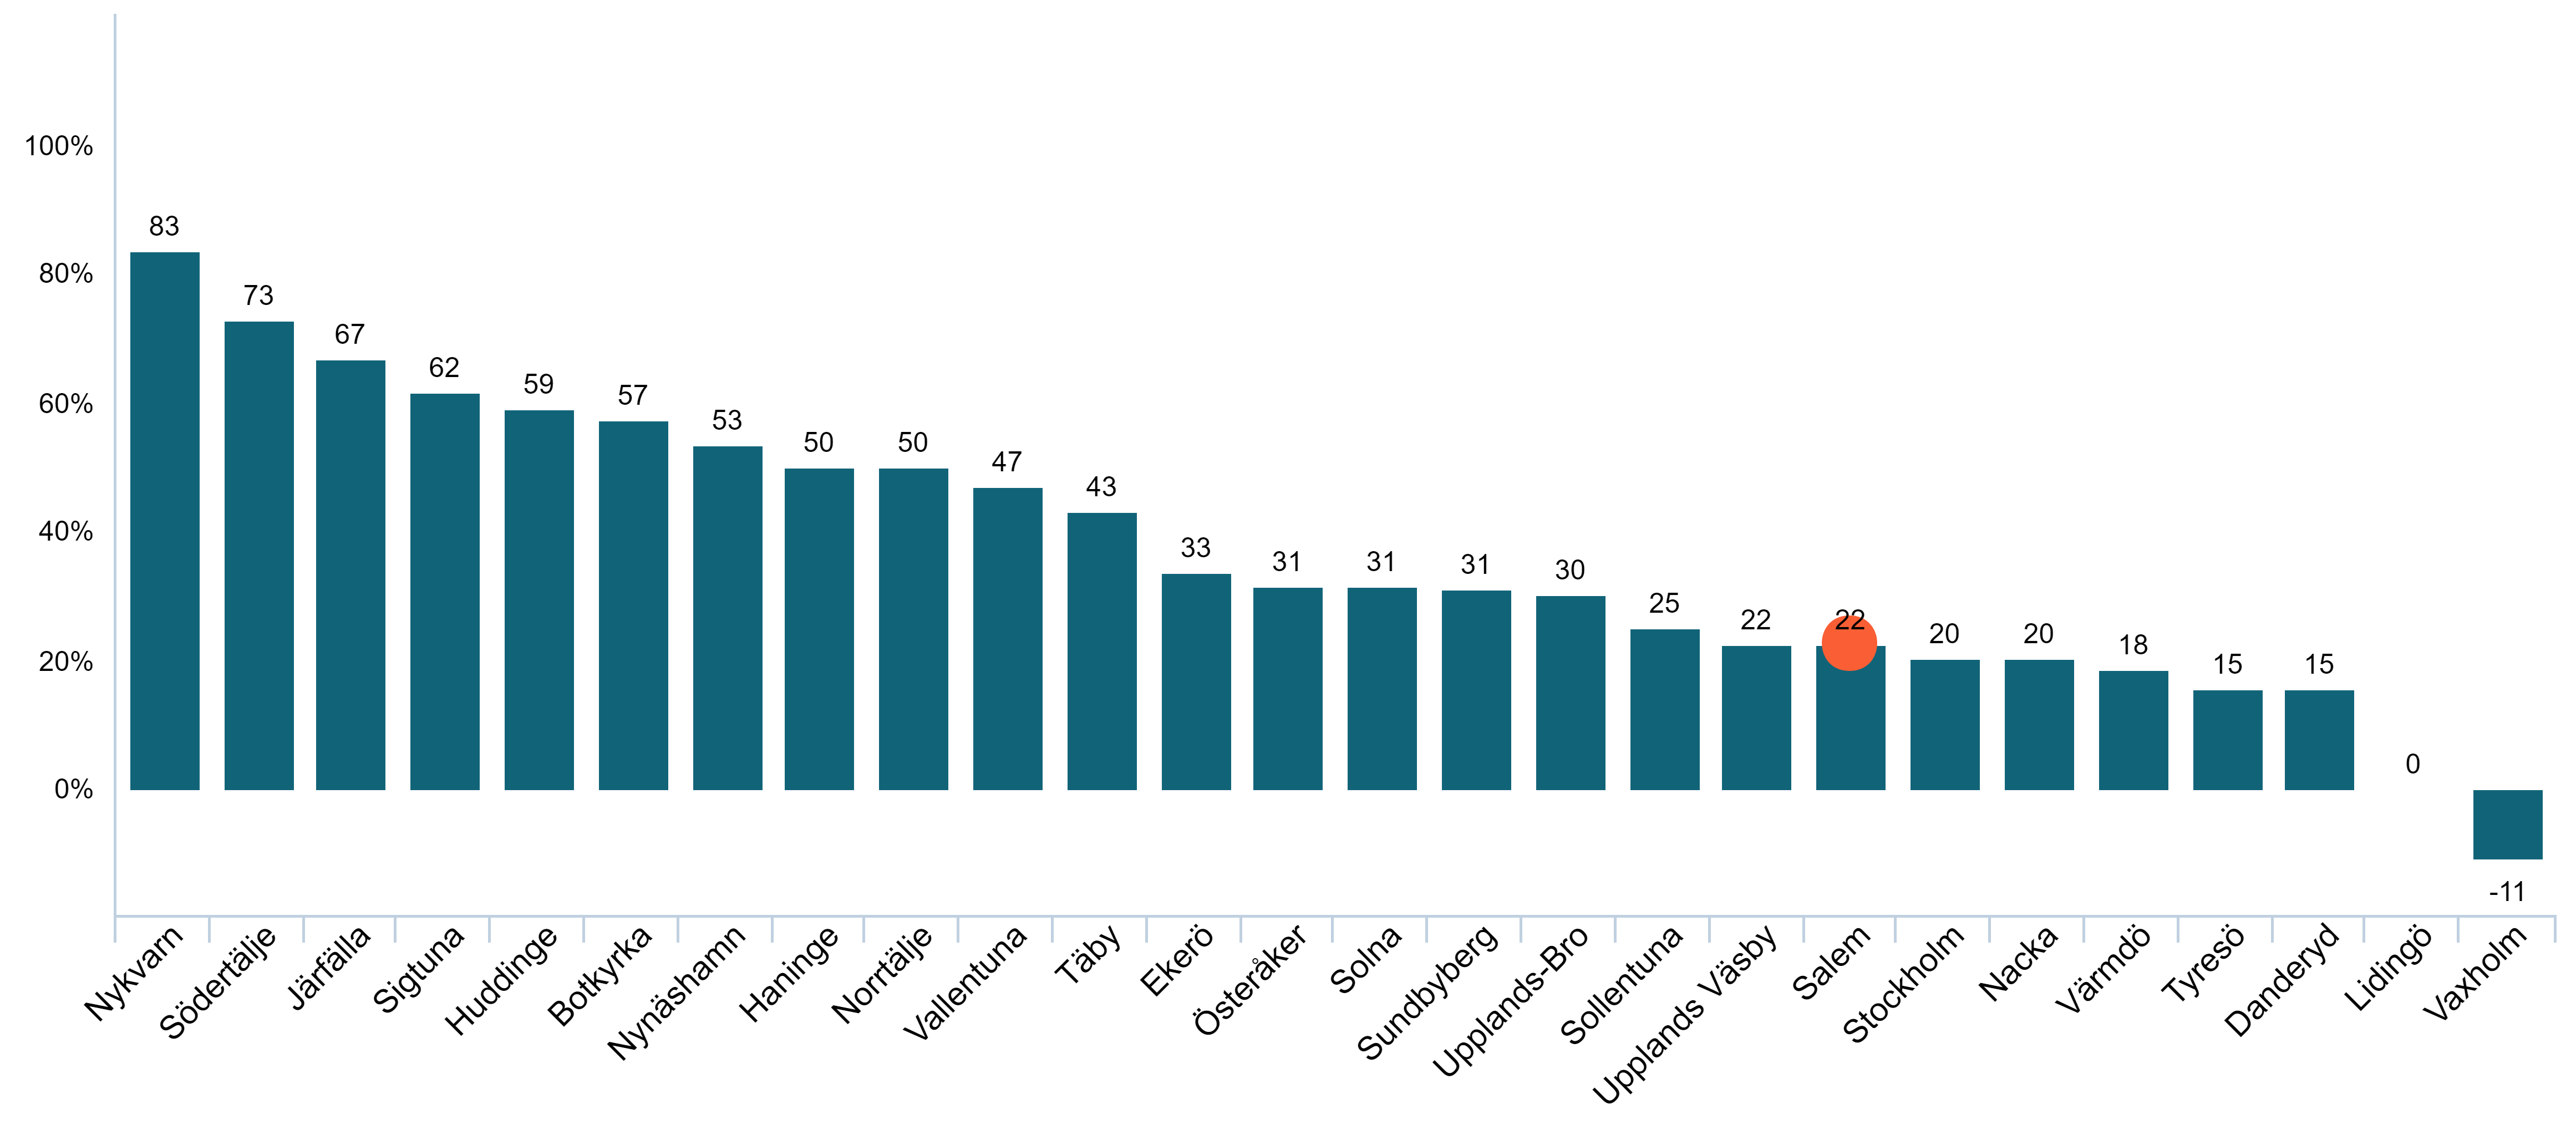 100%
80%
60%
40%
20%
0%
83
73
67
62
59
57
53
50
50
47
43
33
31
31
31
30
25
22
22
20
20
18
15
15
0
-11
Nykvarn
Södertälje
Järfälla
Sigtuna
Huddinge
Botkyrka
Nynäshamn
Haninge
Norrtälje
Vallentuna
Täby
Ekerö
Österåker
Solna
Sundbyberg
Upplands-Bro
Sollentuna
Upplands Väsby
Salem
Stockholm
Nacka
Värmdö
Tyresö
Danderyd
Lidingö
Vaxholm